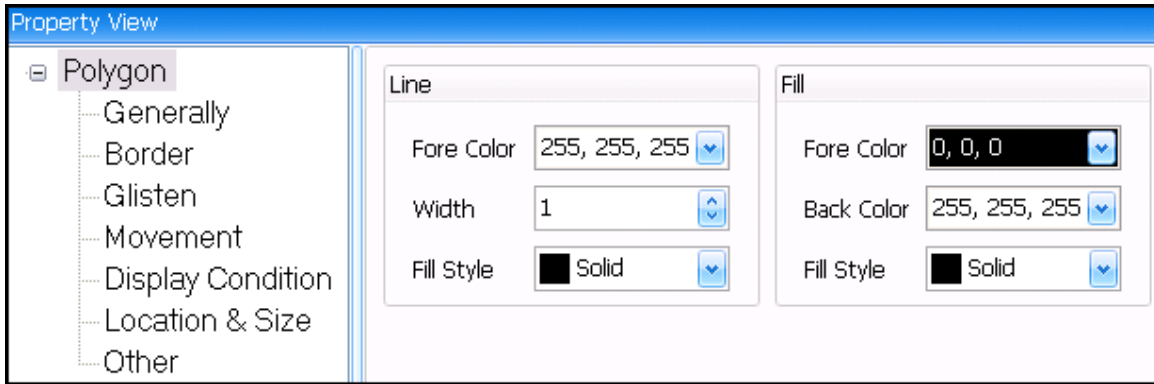 Property View
Polygon
Generally
Border
Glisten
Movement
Display Condition
Location & Size
Other
Line
Fore Color 255, 255, 255
Width 1
Fill Style Solid
Fill
Fore Color 0, 0, 0
Back Color 255, 255, 255
Fill Style Solid